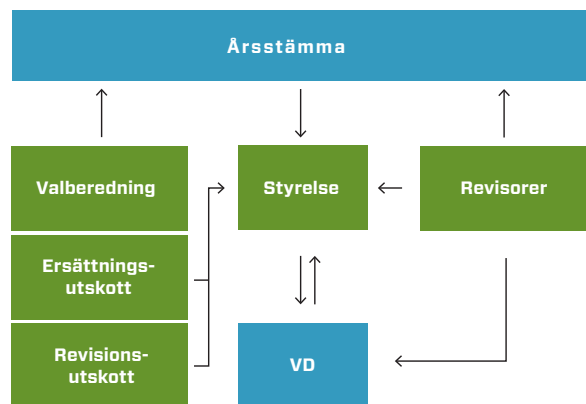 Årsstämma
Valberedning
Styrelse
Revisorer
Ersättnings-
utskott
Revisions-
utskott
VD